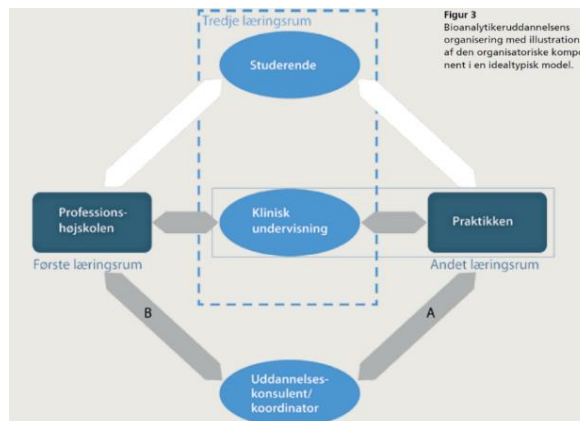 Tredje læringsrum
Figur 3
Bioanalytikeruddannelsens
organisering med illustration
af den organisatoriske kompo-
nent i en idealtypisk model.
Studerende
Professions-
højskolen
Klinisk
undervisning
Praktikken
Første læringsrum
Andet læringsrum
B
A
Uddannelses-
konsulent/
koordinator